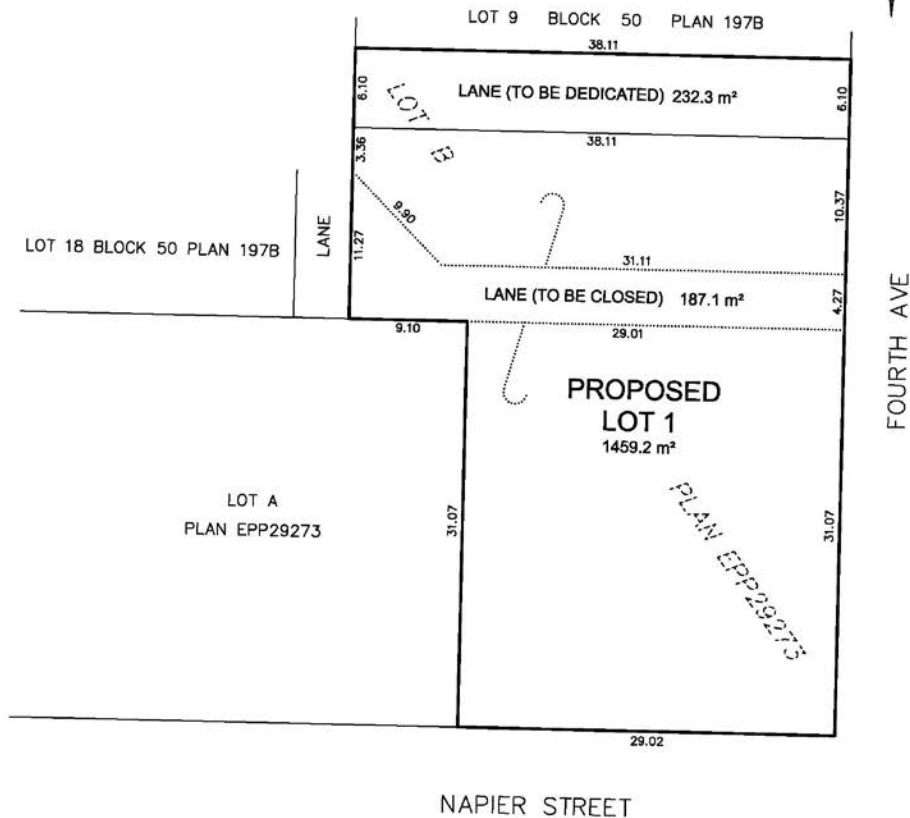 LOT 9 BLOCK 50 PLAN 197B
38.11
6.10
LOT B
LANE (TO BE DEDICATED) 232.3 m²
6.10
38.11
3.36
9.90
10.37
LANE
LOT 18 BLOCK 50 PLAN 197B
11.27
31.11
LANE (TO BE CLOSED) 187.1 m²
4.27
9.10
29.01
FOURTH AVE
PROPOSED
LOT 1
1459.2 m²
LOT A
PLAN EPP29273
31.07
PLAN EPP29273
31.07
29.02
NAPIER STREET